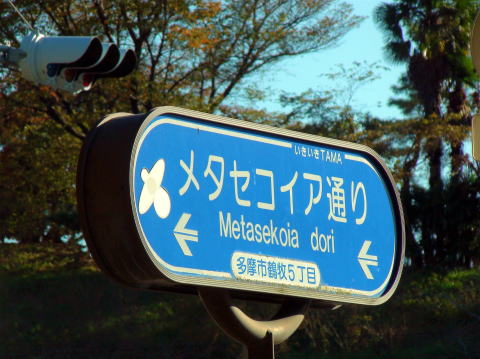 いきいきTAMA
メタセコイア通り
Metasekoia dori
多摩市鶴牧5丁目